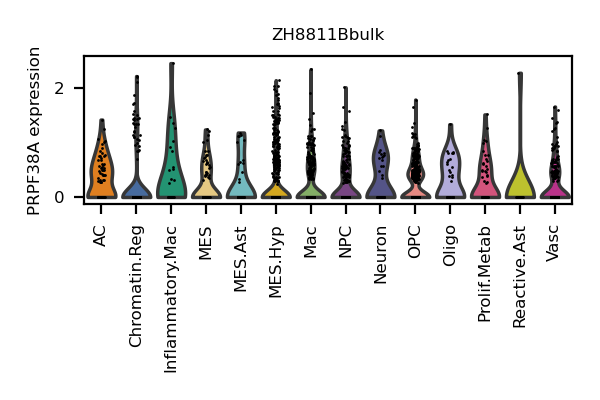 ZH8811Bbulk
PRPF38A expression
2
0
AC
Chromatin.Reg
Inflammatory.Mac
MES
MES.Ast
MES.Hyp
Mac
NPC
Neuron
OPC
Oligo
Prolif.Metab
Reactive.Ast
Vasc